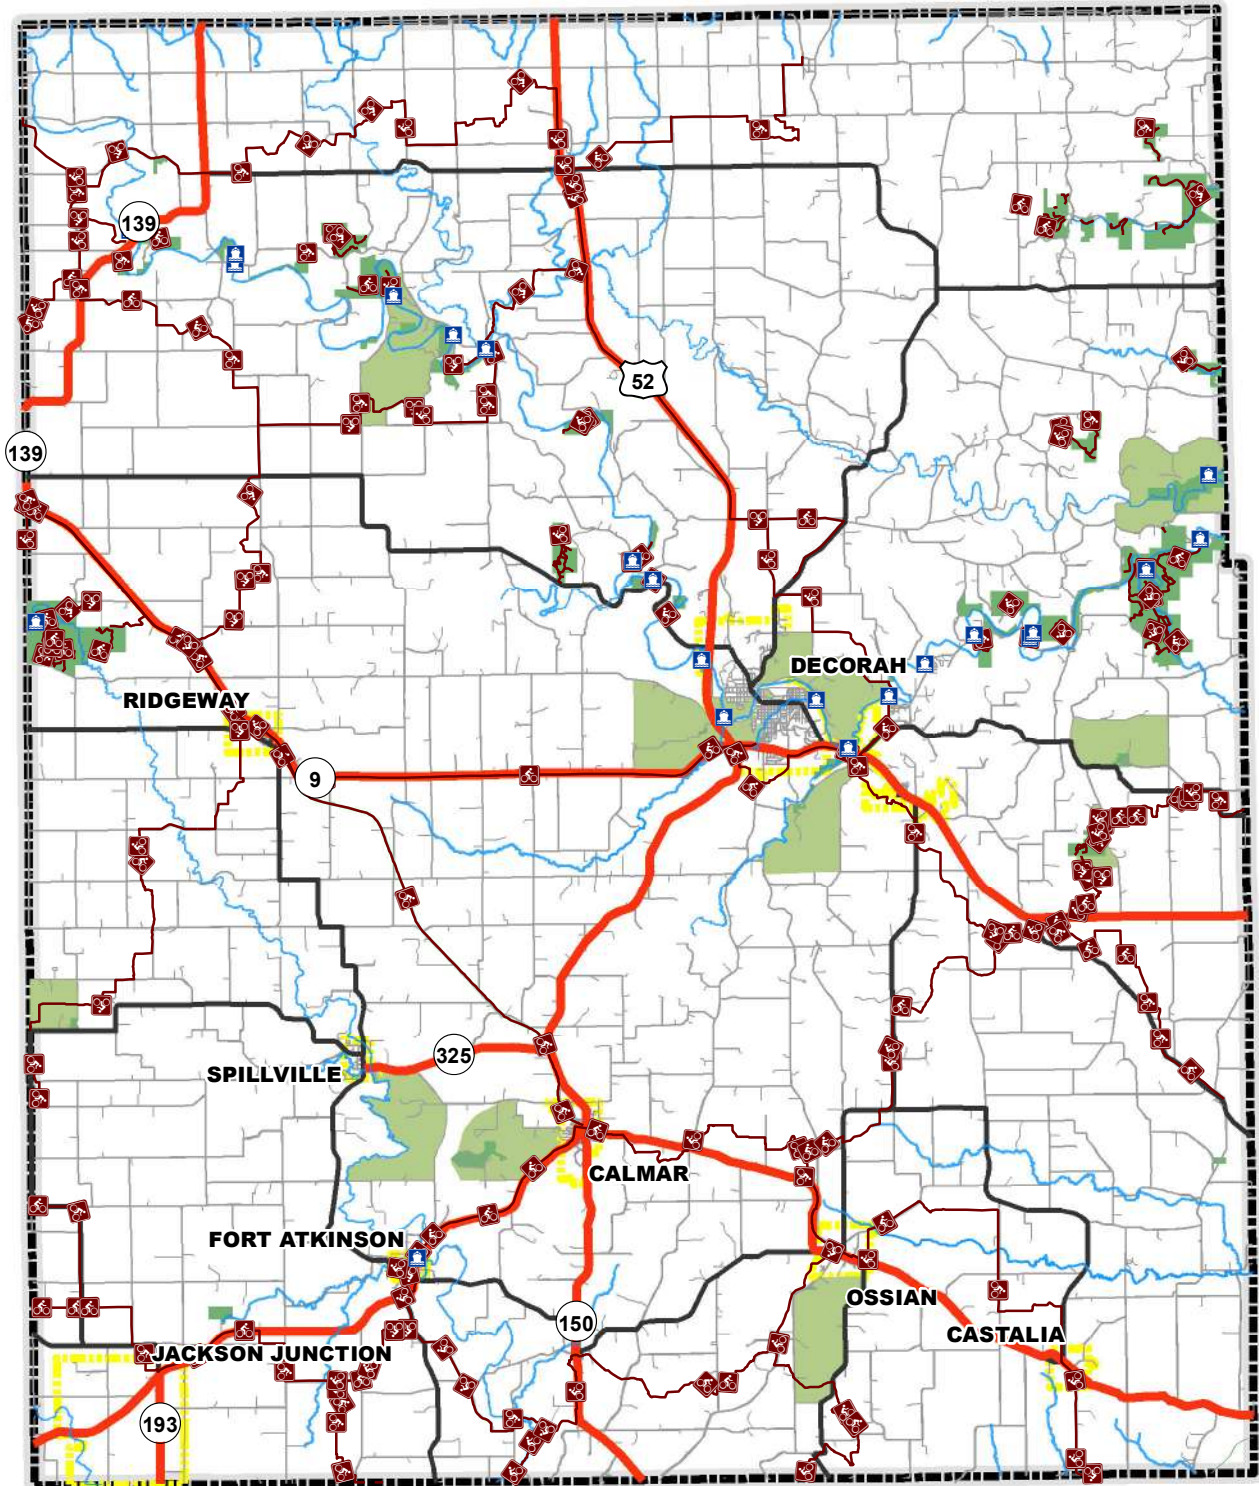 139
52
139
DECORAH
RIDGEWAY
9
325
SPILLVILLE
CALMAR
FORT ATKINSON
OSSIAN
150
CASTALIA
JACKSON JUNCTION
193